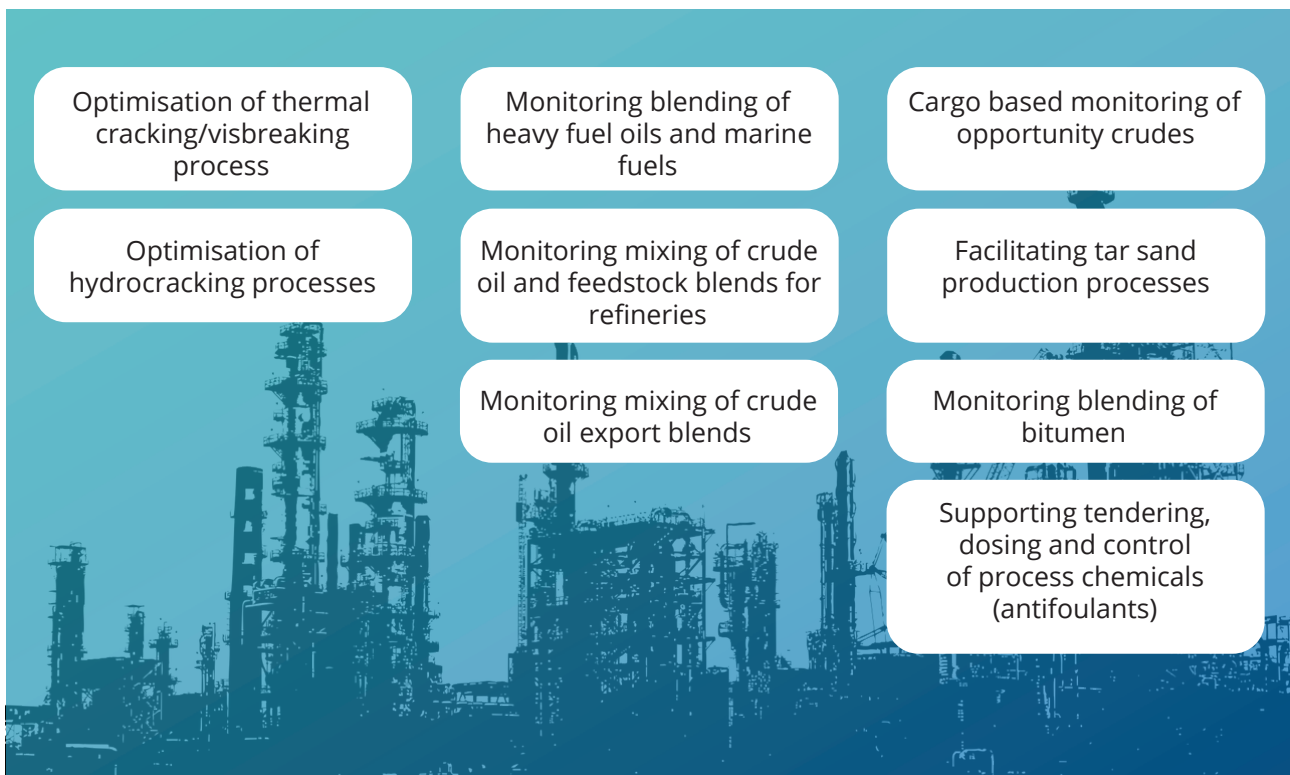 Optimisation of thermal
cracking/visbreaking
process
Optimisation of
hydrocracking processes
Monitoring blending of
heavy fuel oils and marine
fuels
Monitoring mixing of crude
oil and feedstock blends for
refineries
Monitoring mixing of crude
oil export blends
Cargo based monitoring of
opportunity crudes
Facilitating tar sand
production processes
Monitoring blending of
bitumen
Supporting tendering,
dosing and control
of process chemicals
(antifoulants)